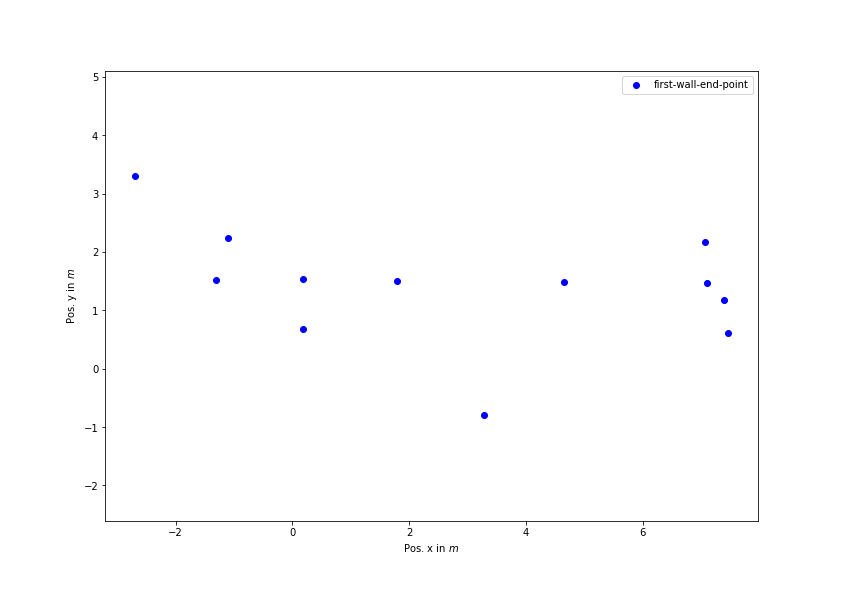 first-wall-end-point
5
4
3
2
1
0
−1
−2
Pos. y in m
−2 0 2 4 6
Pos. x in m